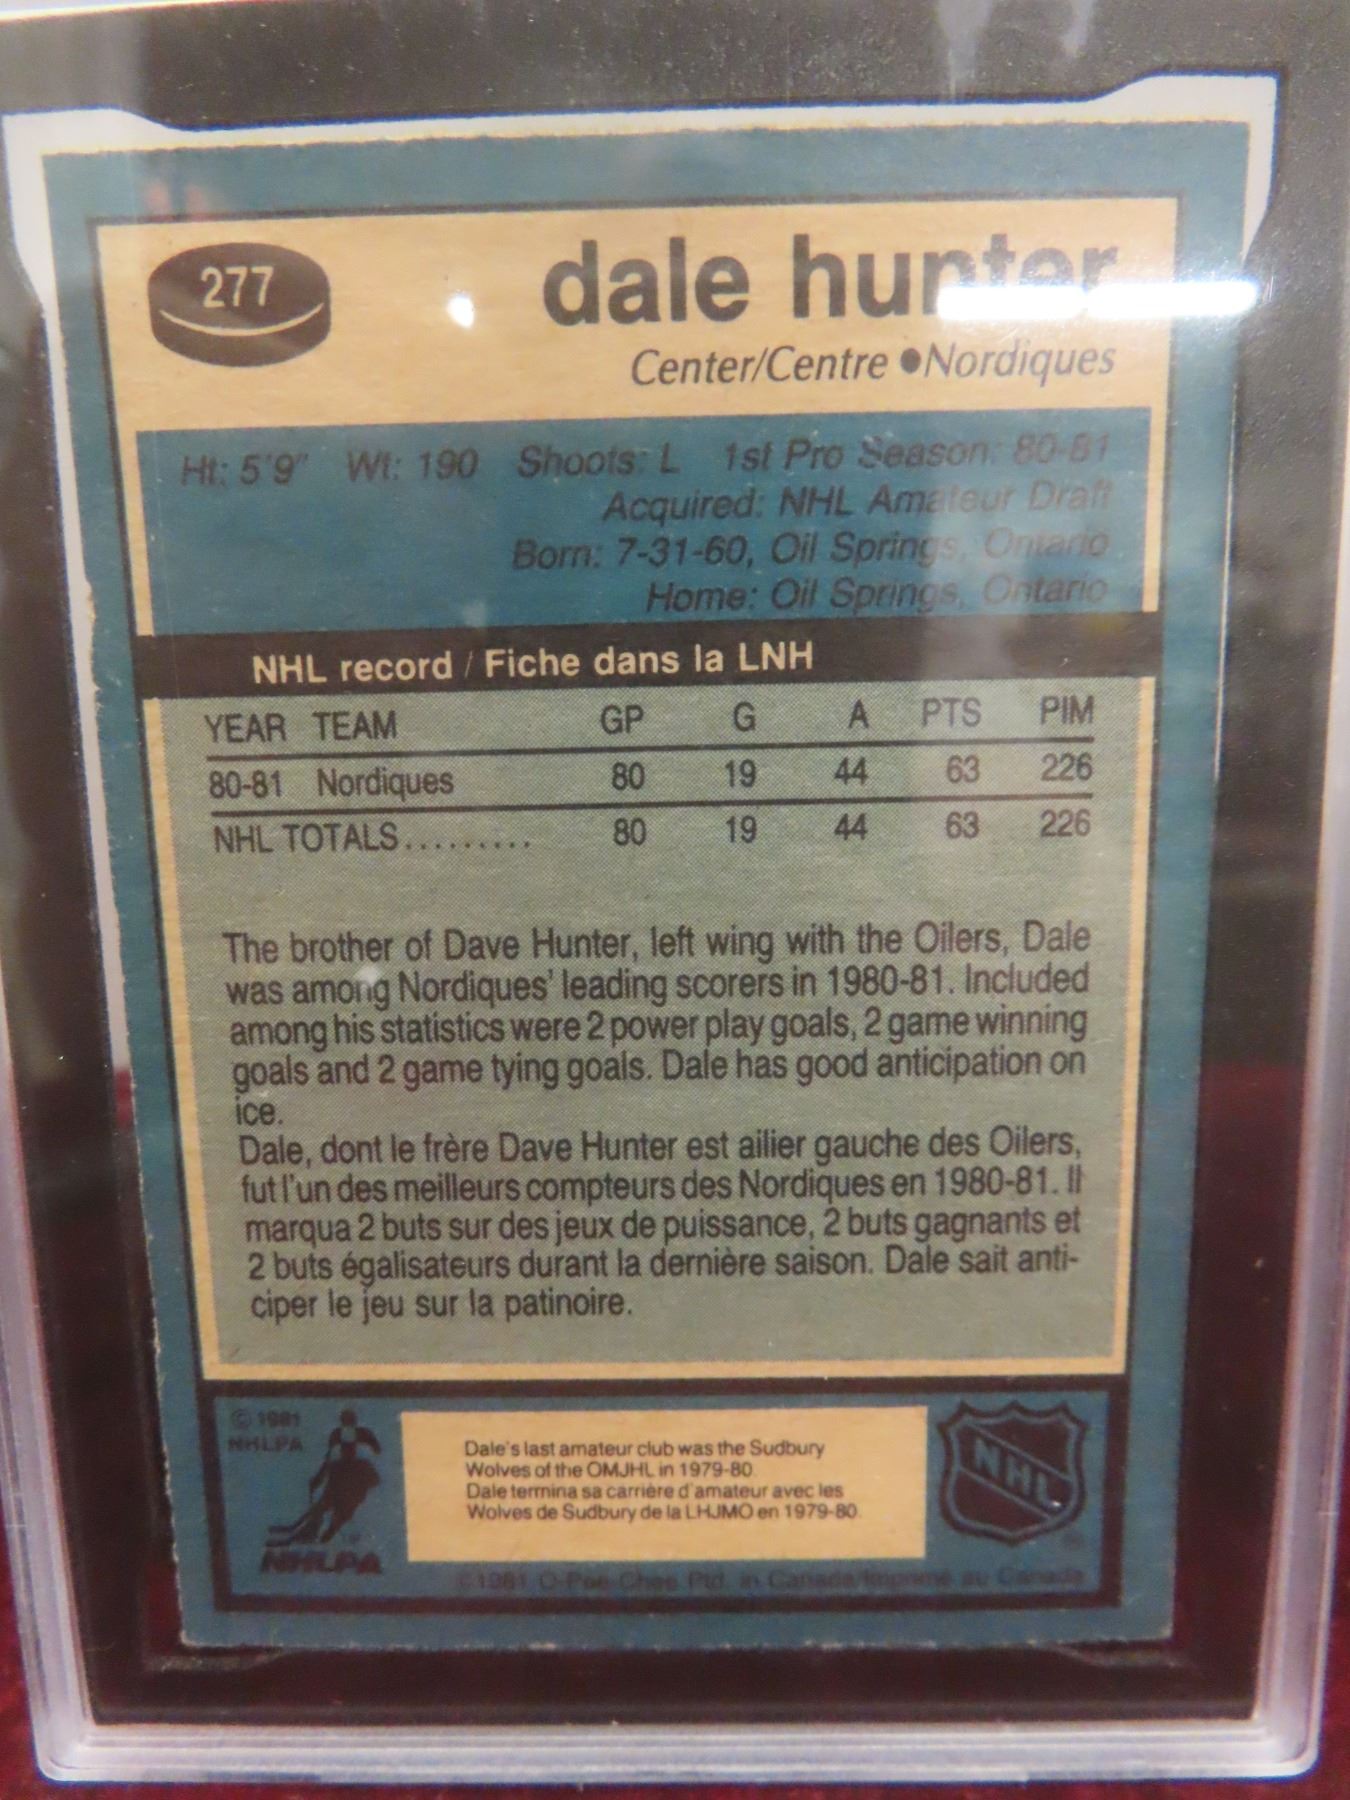 277
dale hunter
Center/Centre ●Nordiques
Ht: 5'9" Wt: 190 Shoots: L 1st Pro Season: 80-81
Acquired: NHL Amateur Draft
Born: 7-31-60, Oil Springs, Ontario
Home: Oil Springs, Ontario
NHL record / Fiche dans la LNH
YEAR TEAM GP G A PTS PIM
80-81 Nordiques 80 19 44 63 226
NHL TOTALS......... 80 19 44 63 226
The brother of Dave Hunter, left wing with the Oilers, Dale
was among Nordiques' leading scorers in 1980-81. Included
among his statistics were 2 power play goals, 2 game winning
goals and 2 game tying goals. Dale has good anticipation on
ice.
Dale, dont le frère Dave Hunter est ailier gauche des Oilers,
fut l'un des meilleurs compteurs des Nordiques en 1980-81. Il
marqua 2 buts sur des jeux de puissance, 2 buts gagnants et
2 buts égalisateurs durant la dernière saison. Dale sait anti-
ciper le jeu sur la patinoire.
© 1981
NHLPA
NHLPA
Dale's last amateur club was the Sudbury
Wolves of the OMJHL in 1979-80.
Dale termina sa carrière d'amateur avec les
Wolves de Sudbury de la LHJMO en 1979-80.
NHL
®
©1981 O-Pee-Chee Ptd. in Canada/Imprimé au Canada